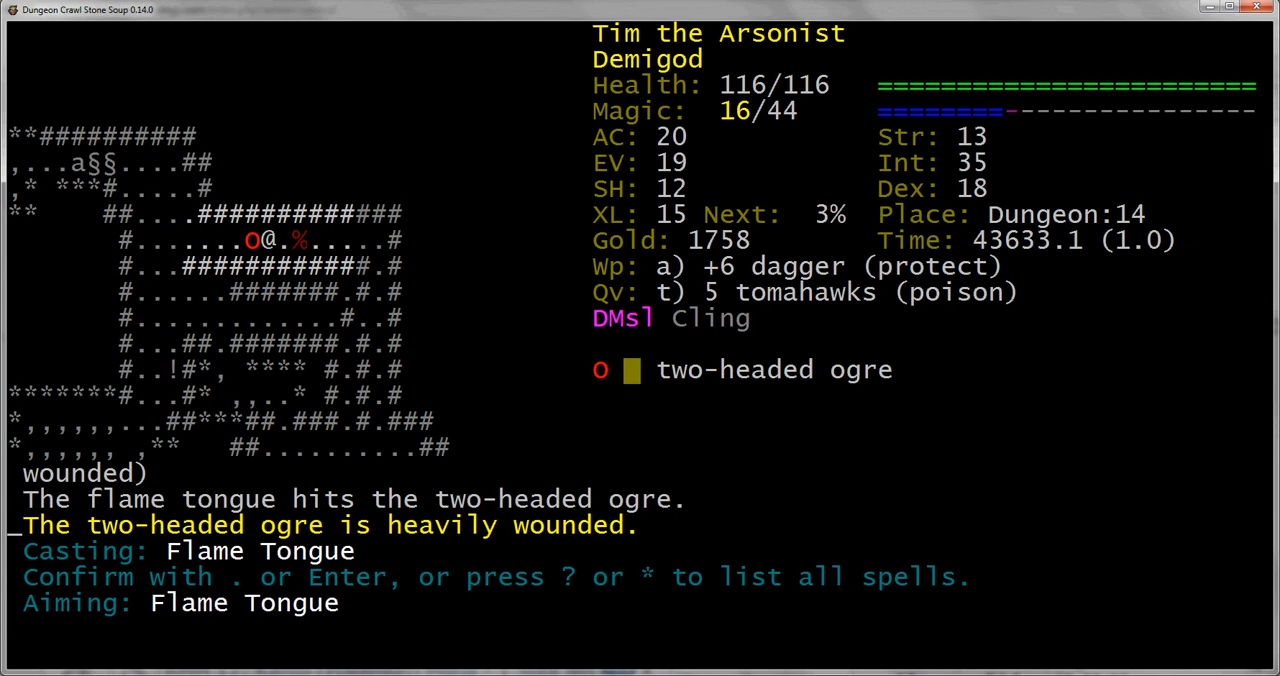 Dungeon Crawl Stone Soup 0.14.0
Tim the Arsonist
Demigod
Health: 116/116 ========================
Magic: 16/44 ========----------------
**########## AC: 20 Str: 13
,...a§§....## EV: 19 Int: 35
,* ***#.....# SH: 12 Dex: 18
** ##....############# XL: 15 Next: 3% Place: Dungeon:14
#.......o@.%.....# Gold: 1758 Time: 43633.1 (1.0)
#...############.# Wp: a) +6 dagger (protect)
#......#######.#.# Qv: t) 5 tomahawks (poison)
#.............#..# DMsl Cling
#...##.#######.#.#
#..!#*, **** #.#.# o two-headed ogre
*******#...#* ,,..* #.#.#
*,,,,,,...##***##.###.#.###
*,,,,,, ,** ##..........##
wounded)
The flame tongue hits the two-headed ogre.
_The two-headed ogre is heavily wounded.
Casting: Flame Tongue
Confirm with . or Enter, or press ? or * to list all spells.
Aiming: Flame Tongue